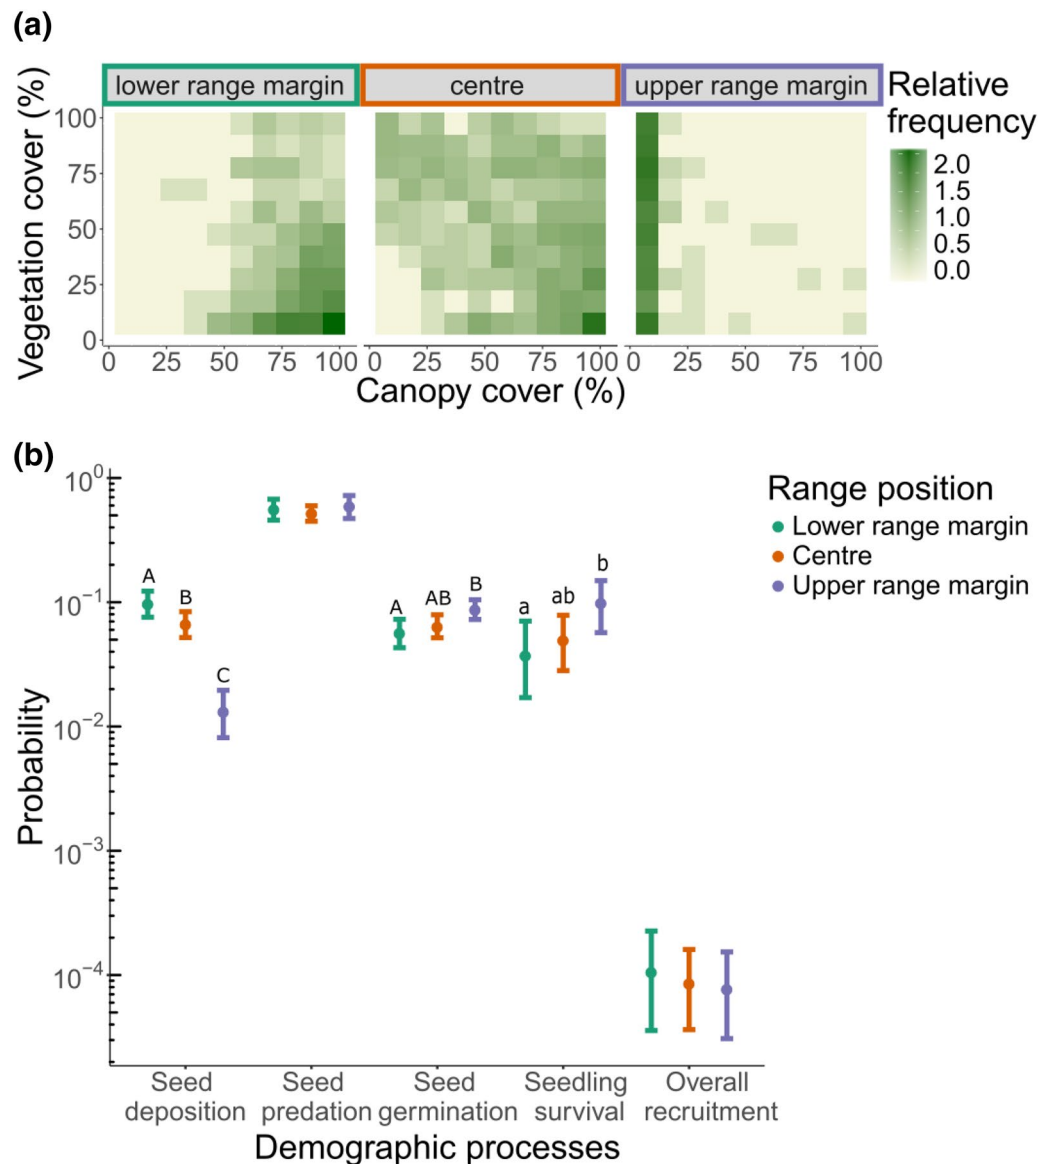 (a)
lower range margin centre upper range margin
Relative
frequency
2.0
1.5
1.0
0.5
0.0
Vegetation cover (%)
100
75
50
25
0
0 25 50 75 100 0 25 50 75 100 0 25 50 75 100
Canopy cover (%)
(b)
Range position
Lower range margin
Centre
Upper range margin
Probability
10⁰
10⁻¹
10⁻²
10⁻³
10⁻⁴
A B C
A AB B
a ab b
Seed deposition
Seed predation
Seed germination
Seedling survival
Overall recruitment
Demographic processes